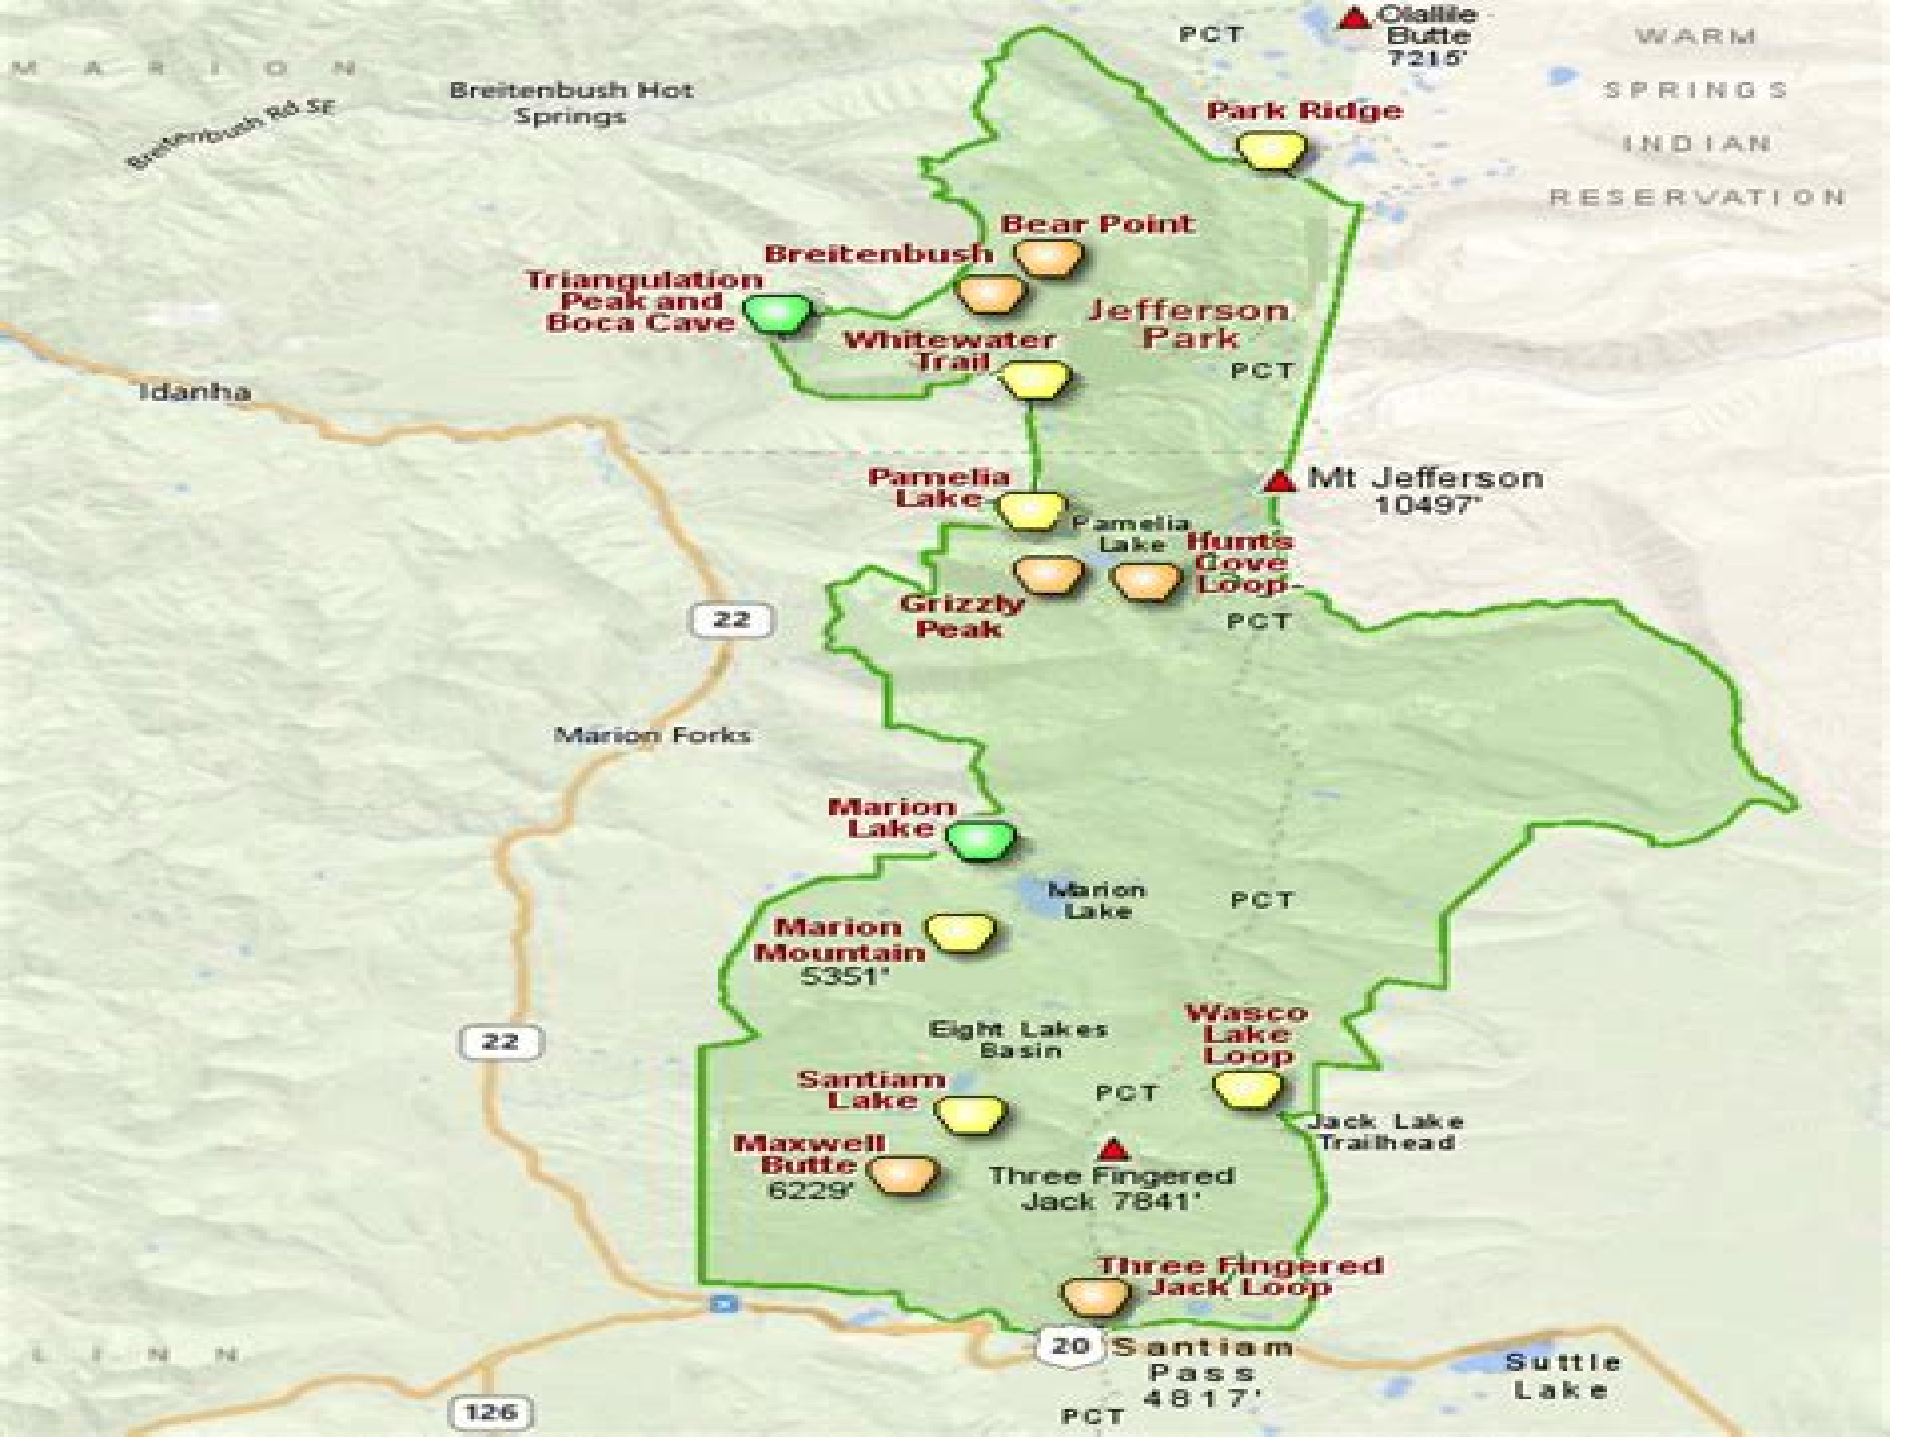 PCT
Olallie
Butte
7215'
WARM
SPRINGS
INDIAN
RESERVATION
MARION
Breitenbush Hot
Springs
Breitenbush Rd SE
Park Ridge
Bear Point
Breitenbush
Triangulation
Peak and
Boca Cave
Jefferson
Park
Whitewater
Trail
PCT
Idanha
Pamelia
Lake
Mt Jefferson
10497'
Pamelia
Lake
Hunts
Cove
Loop
Grizzly
Peak
PCT
22
Marion Forks
Marion
Lake
Marion
Lake
PCT
Marion
Mountain
5351'
Wasco
Lake
Loop
Eight Lakes
Basin
22
Santiam
Lake
PCT
Jack Lake
Trailhead
Maxwell
Butte
6229'
Three Fingered
Jack 7841'
Three Fingered
Jack Loop
20
Santiam
Pass
4817'
Suttle
Lake
LINN
126
PCT